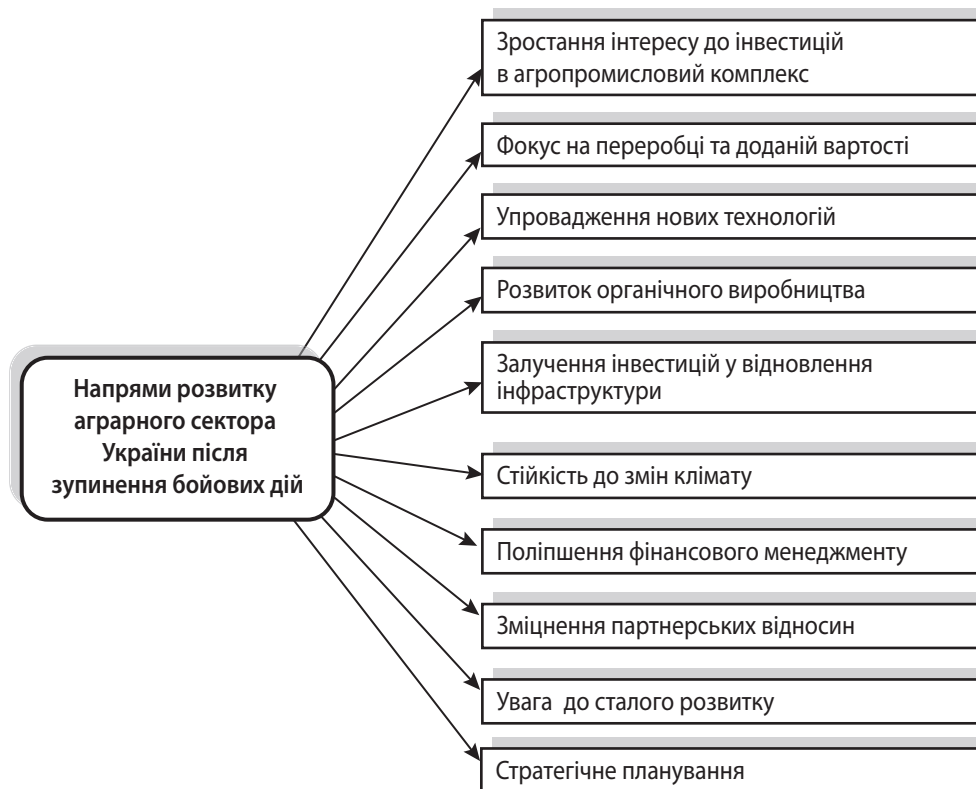 Напрями розвитку
аграрного сектора
України після
зупинення бойових дій
Зростання інтересу до інвестицій
в агропромисловий комплекс
Фокус на переробці та доданій вартості
Упровадження нових технологій
Розвиток органічного виробництва
Залучення інвестицій у відновлення
інфраструктури
Стійкість до змін клімату
Поліпшення фінансового менеджменту
Зміцнення партнерських відносин
Увага до сталого розвитку
Стратегічне планування